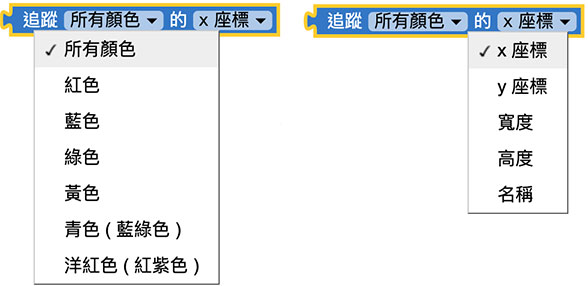 追蹤 所有顏色 的 x 座標
所有顏色
紅色
藍色
綠色
黃色
青色 ( 藍綠色 )
洋紅色 ( 紅紫色 )
追蹤 所有顏色 的 x 座標
x 座標
y 座標
寬度
高度
名稱